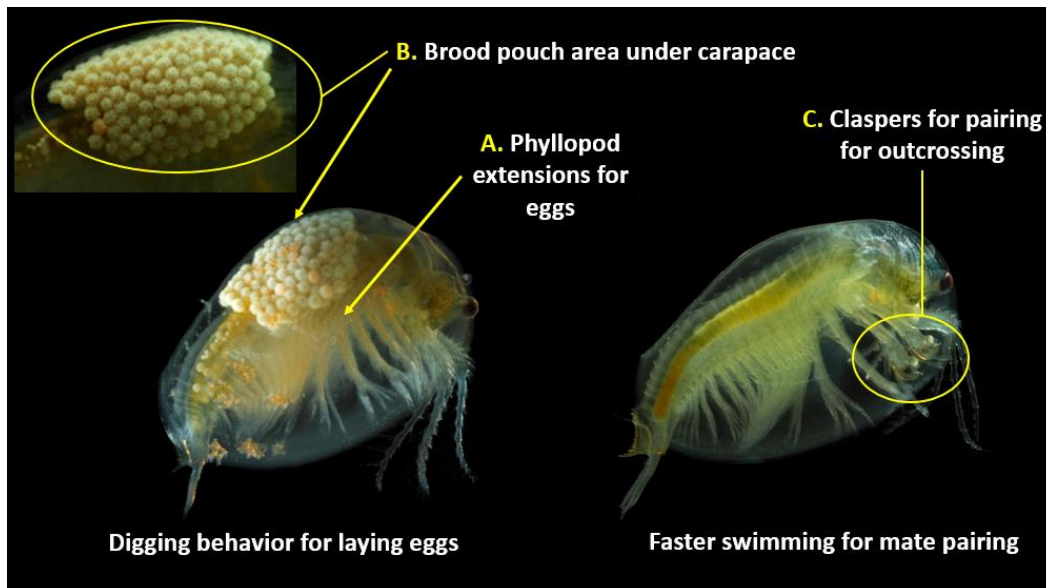 B. Brood pouch area under carapace
A. Phyllopod
extensions for
eggs
C. Claspers for pairing
for outcrossing
Digging behavior for laying eggs
Faster swimming for mate pairing